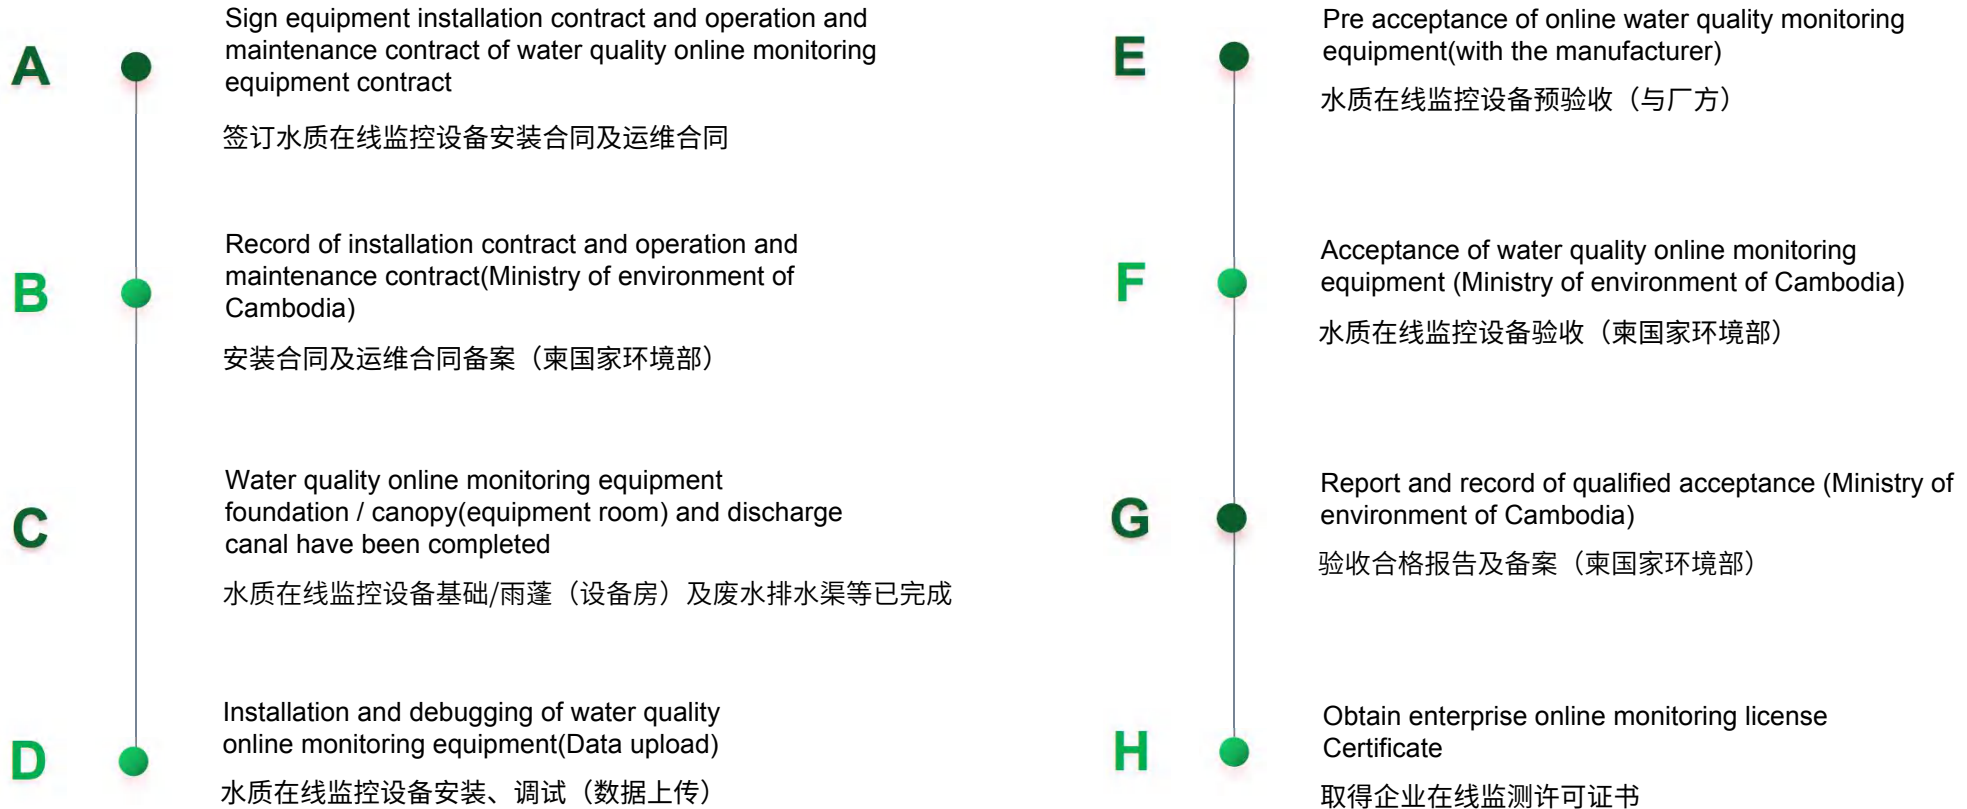 A
Sign equipment installation contract and operation and
maintenance contract of water quality online monitoring
equipment contract
签订水质在线监控设备安装合同及运维合同
B
Record of installation contract and operation and
maintenance contract(Ministry of environment of
Cambodia)
安装合同及运维合同备案（柬国家环境部）
C
Water quality online monitoring equipment
foundation / canopy(equipment room) and discharge
canal have been completed
水质在线监控设备基础/雨蓬（设备房）及废水排水渠等已完成
D
Installation and debugging of water quality
online monitoring equipment(Data upload)
水质在线监控设备安装、调试（数据上传）
E
Pre acceptance of online water quality monitoring
equipment(with the manufacturer)
水质在线监控设备预验收（与厂方）
F
Acceptance of water quality online monitoring
equipment (Ministry of environment of Cambodia)
水质在线监控设备验收（柬国家环境部）
G
Report and record of qualified acceptance (Ministry of
environment of Cambodia)
验收合格报告及备案（柬国家环境部）
H
Obtain enterprise online monitoring license
Certificate
取得企业在线监测许可证书